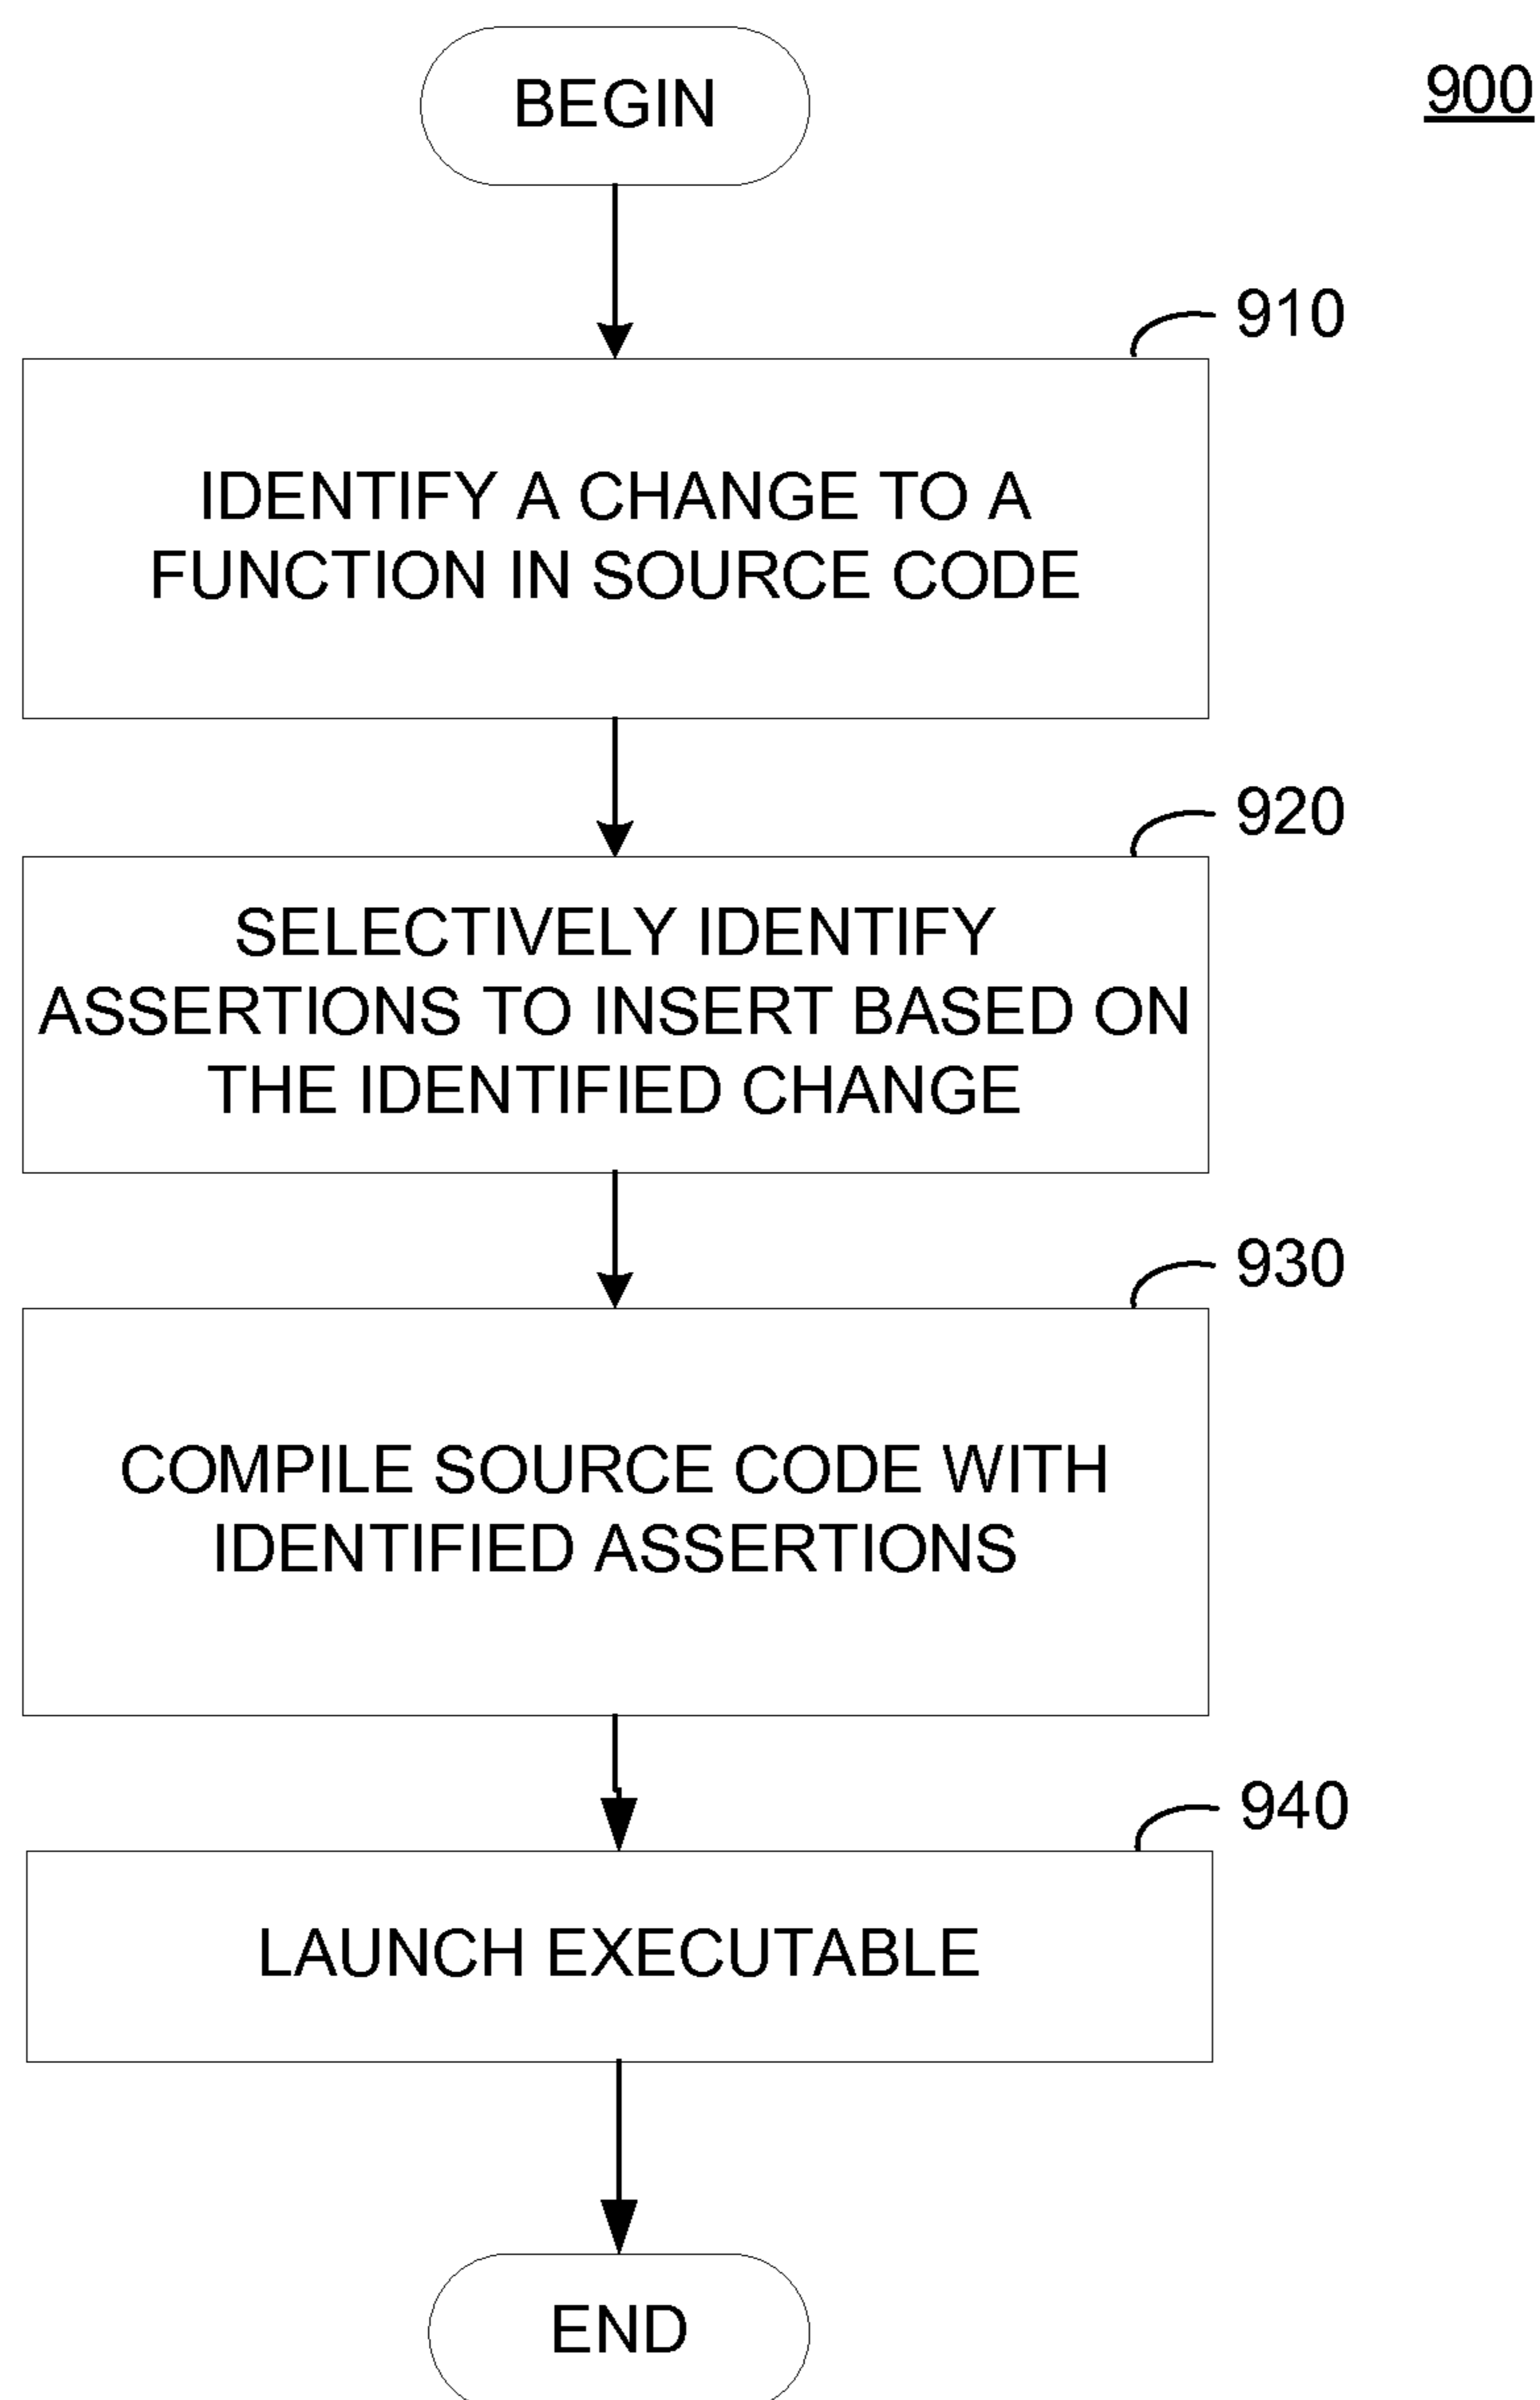 BEGIN
900
910
IDENTIFY A CHANGE TO A
FUNCTION IN SOURCE CODE
920
SELECTIVELY IDENTIFY
ASSERTIONS TO INSERT BASED ON
THE IDENTIFIED CHANGE
930
COMPILE SOURCE CODE WITH
IDENTIFIED ASSERTIONS
940
LAUNCH EXECUTABLE
END